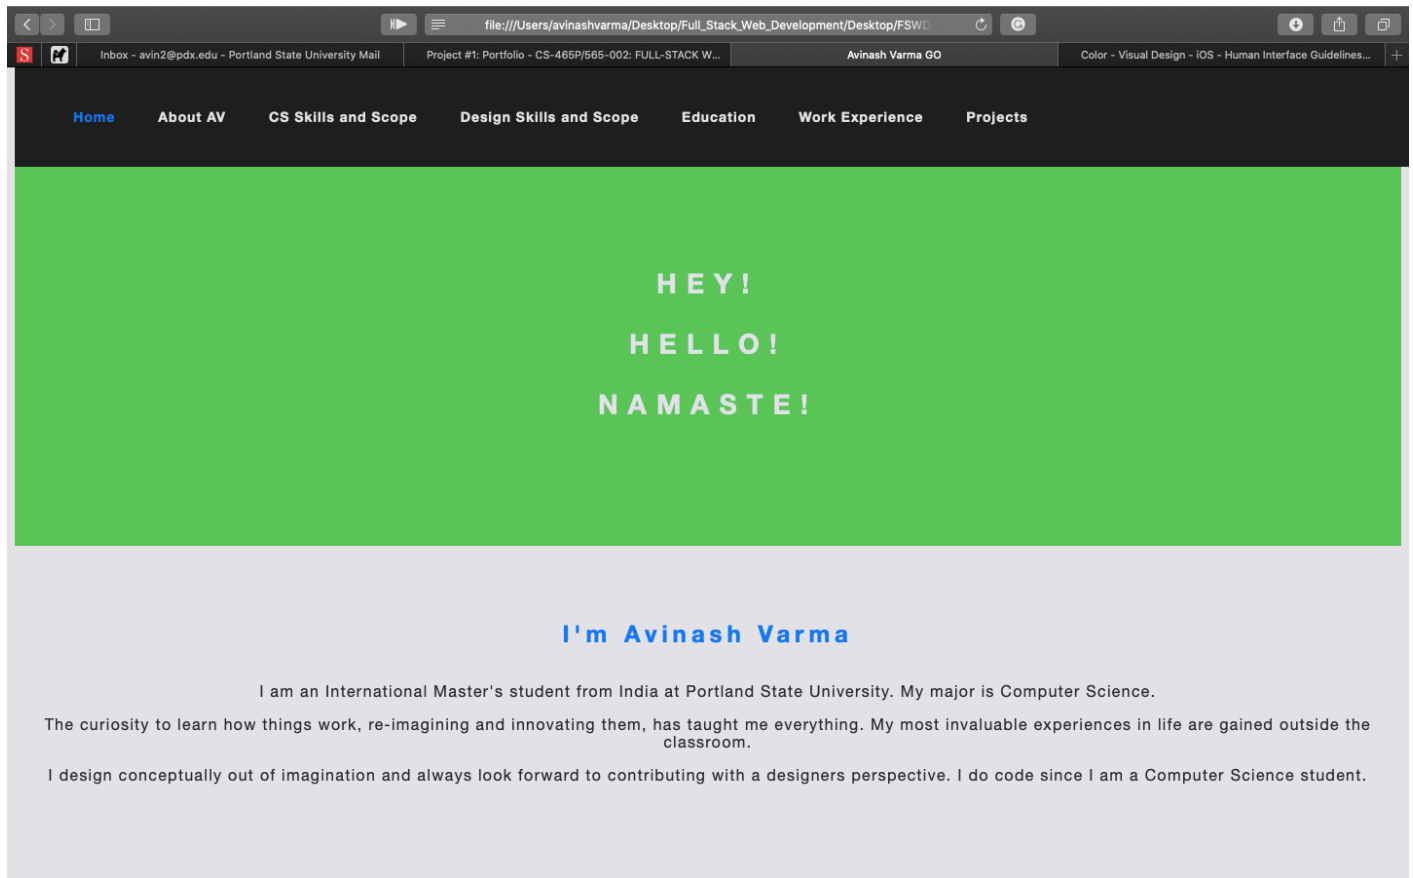 file:///Users/avinashvarma/Desktop/Full_Stack_Web_Development/Desktop/FSWD
S Inbox - avin2@pdx.edu - Portland State University Mail Project #1: Portfolio - CS-465P/565-002: FULL-STACK W... Avinash Varma GO Color - Visual Design - iOS - Human Interface Guidelines...
Home About AV CS Skills and Scope Design Skills and Scope Education Work Experience Projects
HEY!
HELLO!
NAMASTE!
I'm Avinash Varma
I am an International Master's student from India at Portland State University. My major is Computer Science.
The curiosity to learn how things work, re-imagining and innovating them, has taught me everything. My most invaluable experiences in life are gained outside the
classroom.
I design conceptually out of imagination and always look forward to contributing with a designers perspective. I do code since I am a Computer Science student.